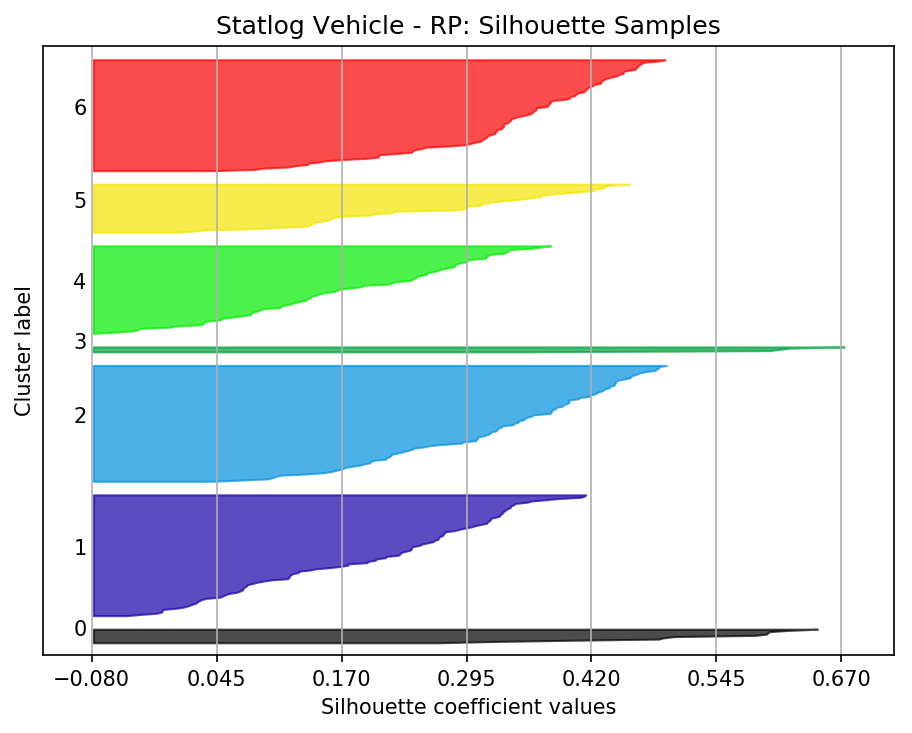 Statlog Vehicle - RP: Silhouette Samples
6
5
4
3
2
1
0
Cluster label
−0.080 0.045 0.170 0.295 0.420 0.545 0.670
Silhouette coefficient values